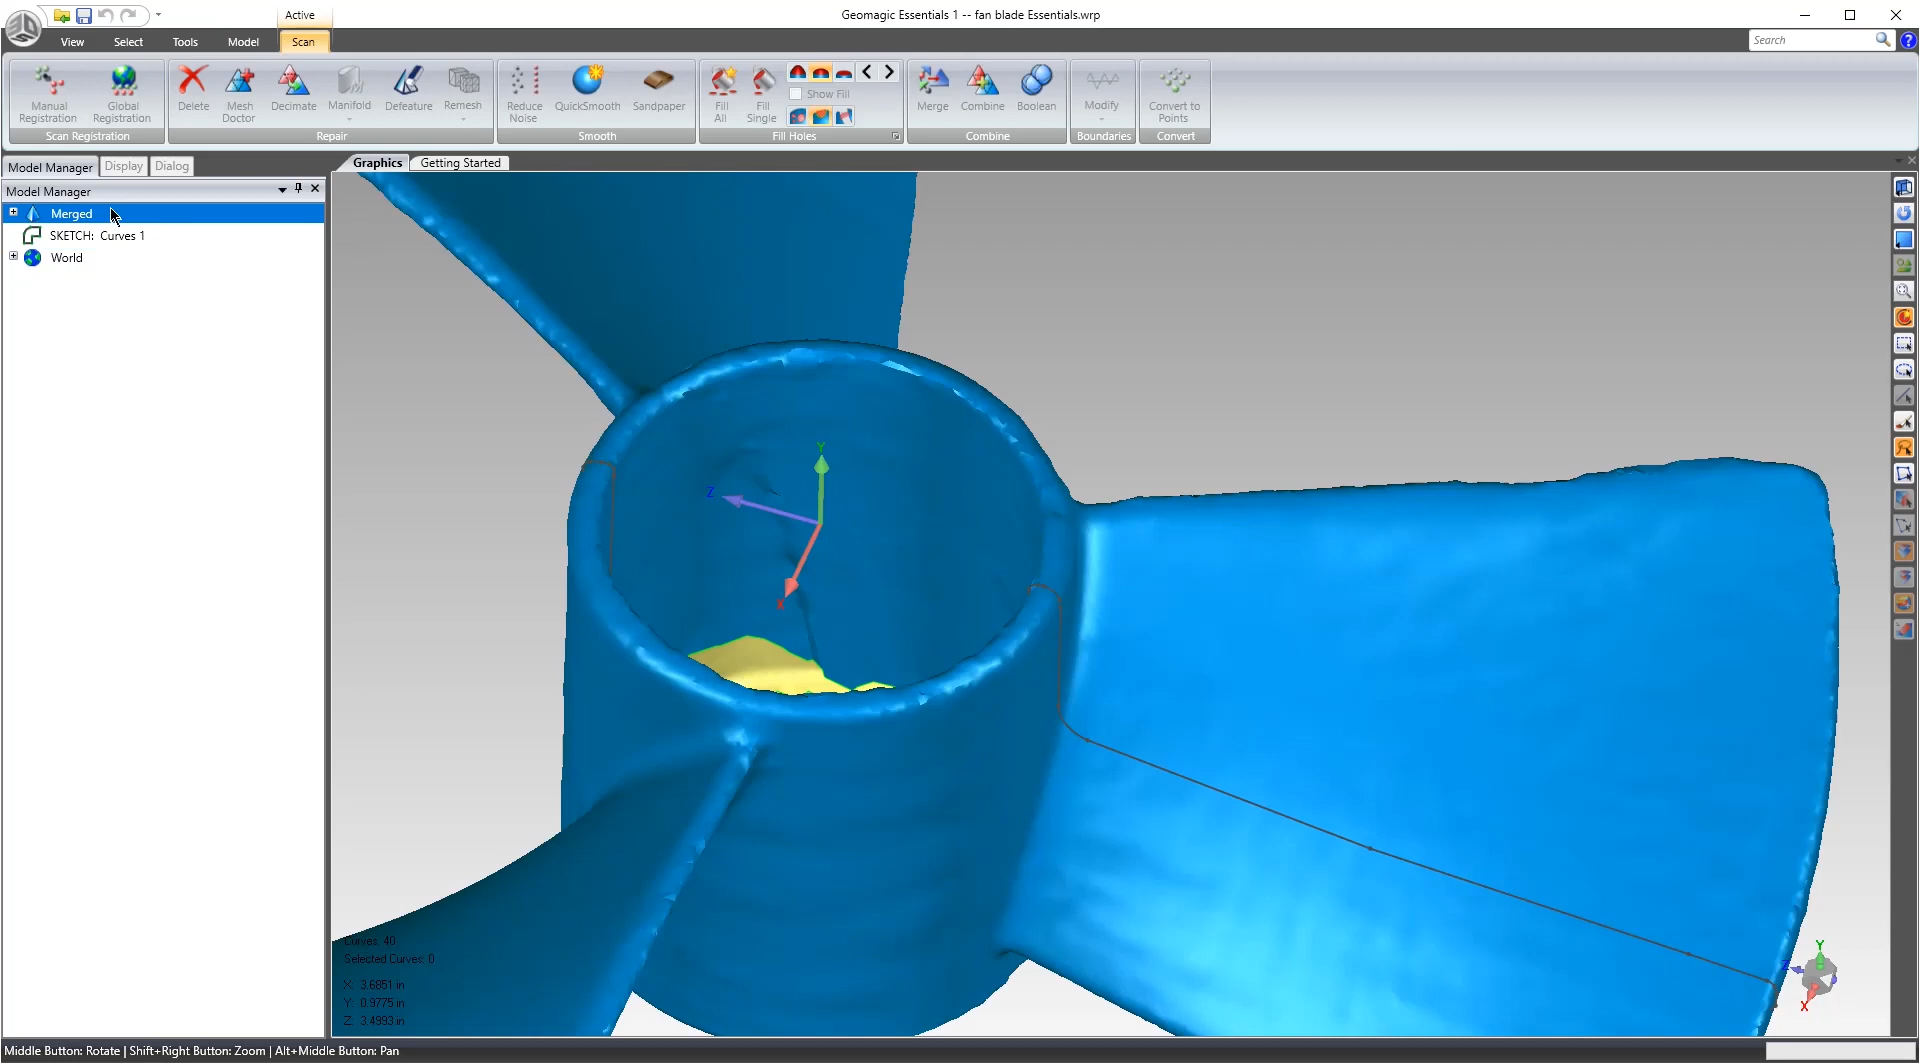 Active
Geomagic Essentials 1 -- fan blade Essentials.wrp
View Select Tools Model Scan
Search
Manual Registration
Global Registration
Scan Registration
Delete
Mesh Doctor
Decimate
Manifold
Defeature
Remesh
Repair
Reduce Noise
QuickSmooth
Sandpaper
Smooth
Fill All
Fill Single
Show Fill
Fill Holes
Merge
Combine
Boolean
Combine
Modify
Boundaries
Convert to Points
Convert
Model Manager Display Dialog
Graphics Getting Started
Model Manager
Merged
SKETCH: Curves 1
World
Y
Z
X
Curves: 40
Selected Curves: 0
X: 3.6851 in
Y: 0.9775 in
Z: 3.4993 in
Y
Z
X
Middle Button: Rotate | Shift+Right Button: Zoom | Alt+Middle Button: Pan